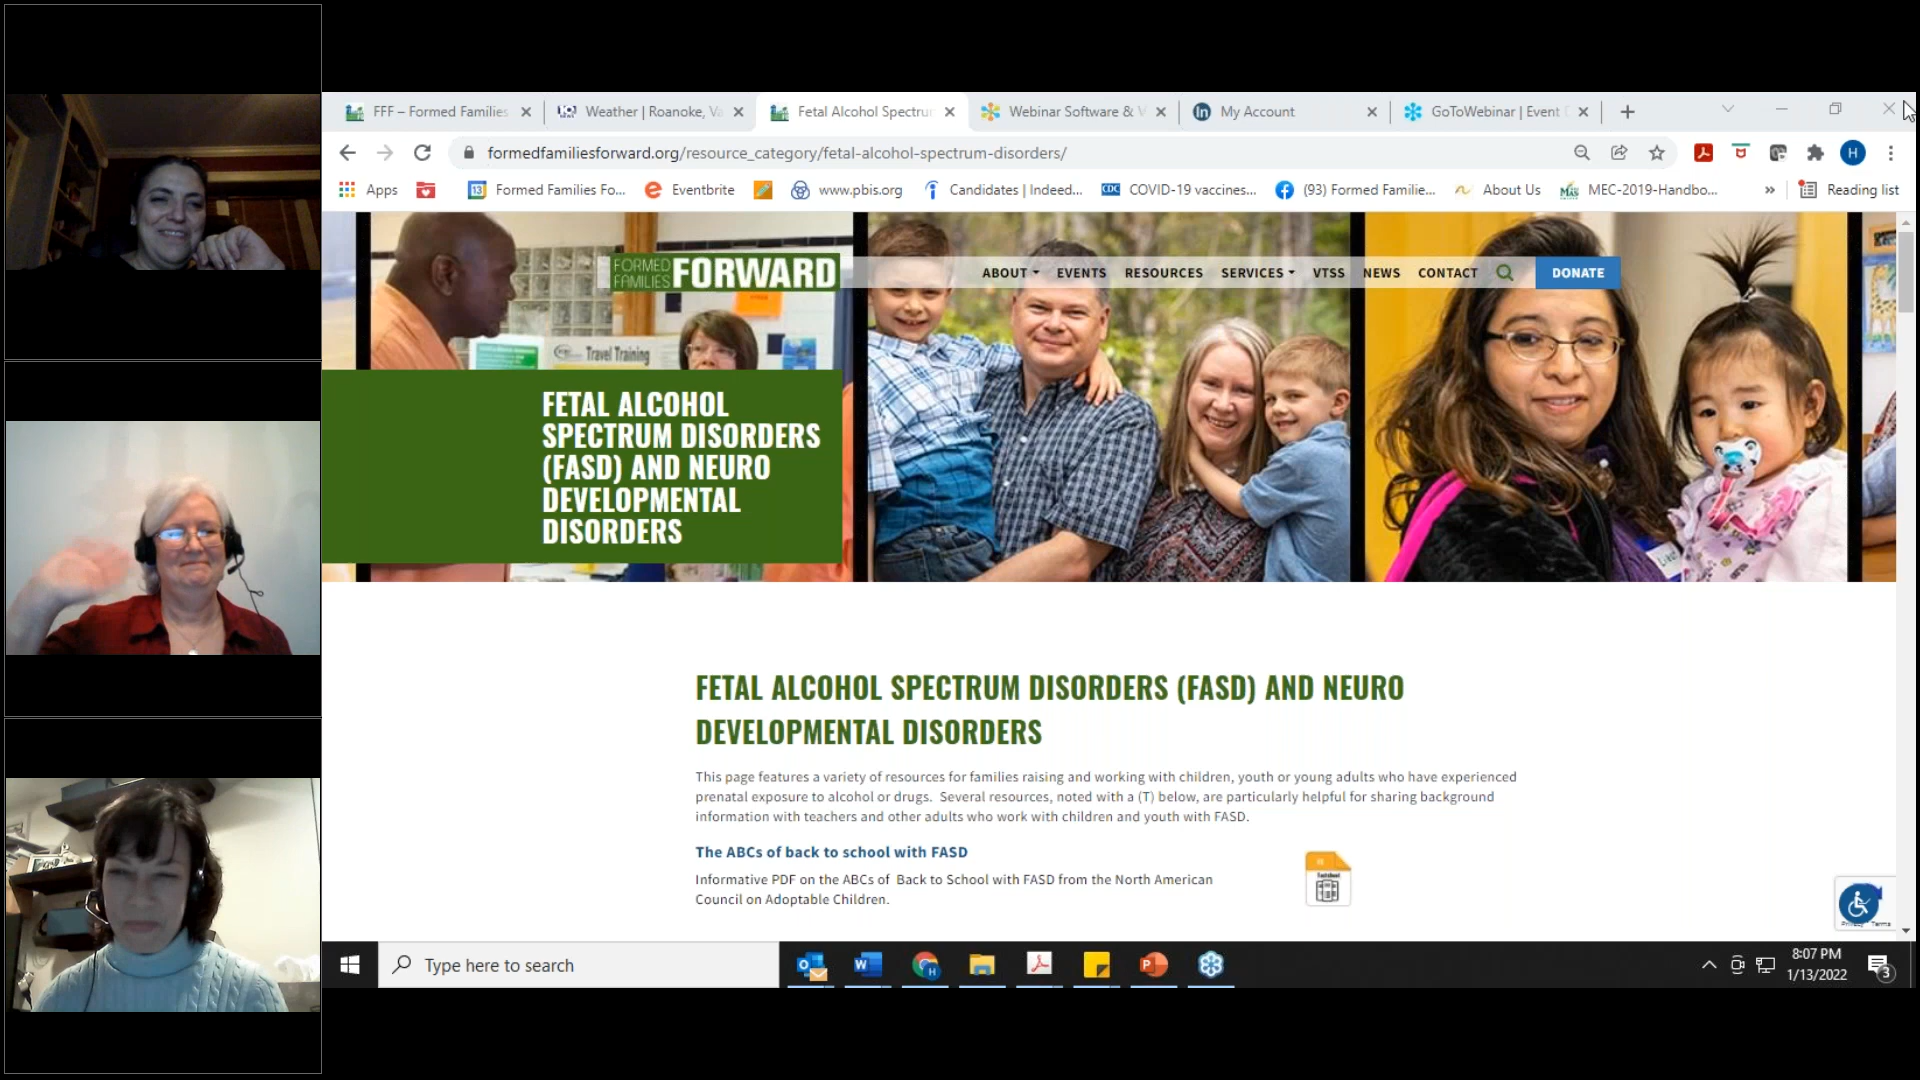 FFF – Formed Families
Weather | Roanoke, Va
Fetal Alcohol Spectrum
Webinar Software & V
My Account
GoToWebinar | Event
formedfamiliesforward.org/resource_category/fetal-alcohol-spectrum-disorders/
H
Apps
13
Formed Families Fo...
Eventbrite
www.pbis.org
Candidates | Indeed...
CDC
COVID-19 vaccines...
(93) Formed Familie...
About Us
MEC-2019-Handbo...
»
Reading list
FORMED
FAMILIES
FORWARD
ABOUT
EVENTS
RESOURCES
SERVICES
VTSS
NEWS
CONTACT
DONATE
Travel Training
FETAL ALCOHOL
SPECTRUM DISORDERS
(FASD) AND NEURO
DEVELOPMENTAL
DISORDERS
FETAL ALCOHOL SPECTRUM DISORDERS (FASD) AND NEURO
DEVELOPMENTAL DISORDERS
This page features a variety of resources for families raising and working with children, youth or young adults who have experienced
prenatal exposure to alcohol or drugs. Several resources, noted with a (T) below, are particularly helpful for sharing background
information with teachers and other adults who work with children and youth with FASD.
The ABCs of back to school with FASD
Informative PDF on the ABCs of Back to School with FASD from the North American
Council on Adoptable Children.
Factsheet
Privacy - Terms
Type here to search
8:07 PM
1/13/2022
3